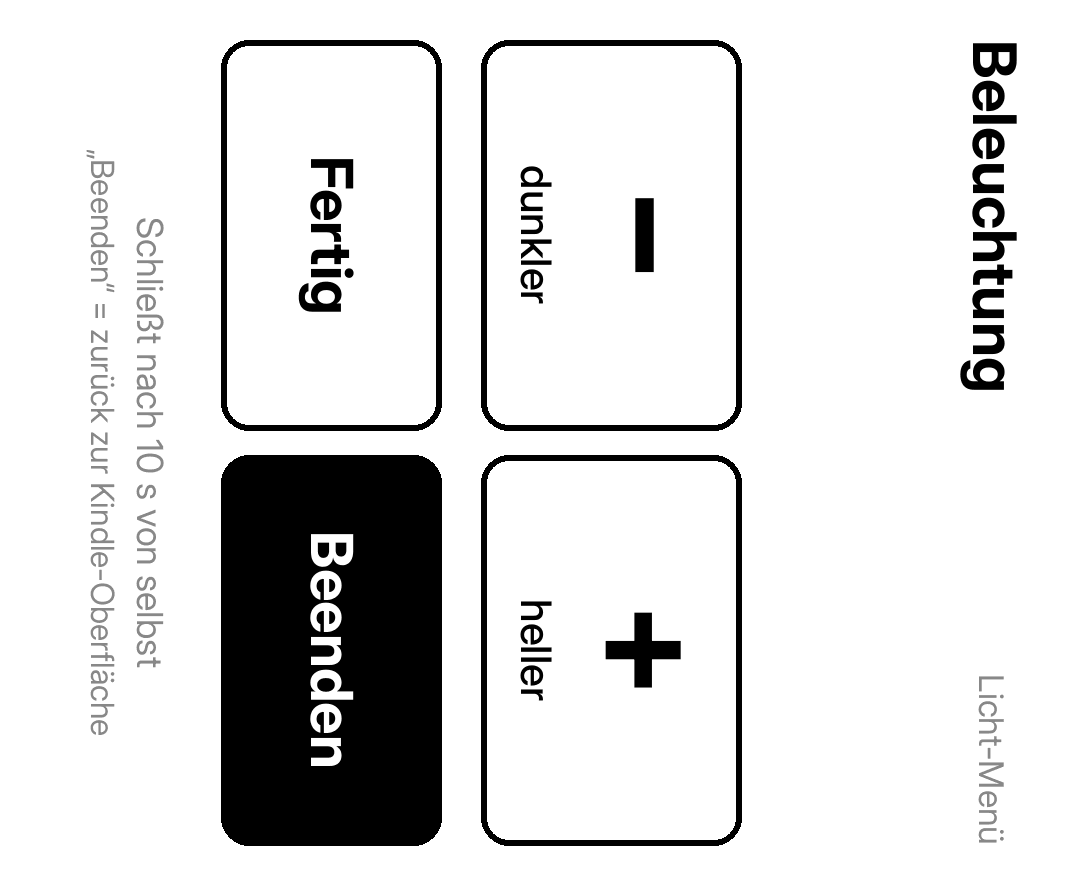 Beleuchtung
Licht-Menü
− +
dunkler heller
Fertig Beenden
Schließt nach 10 s von selbst
„Beenden“ = zurück zur Kindle-Oberfläche